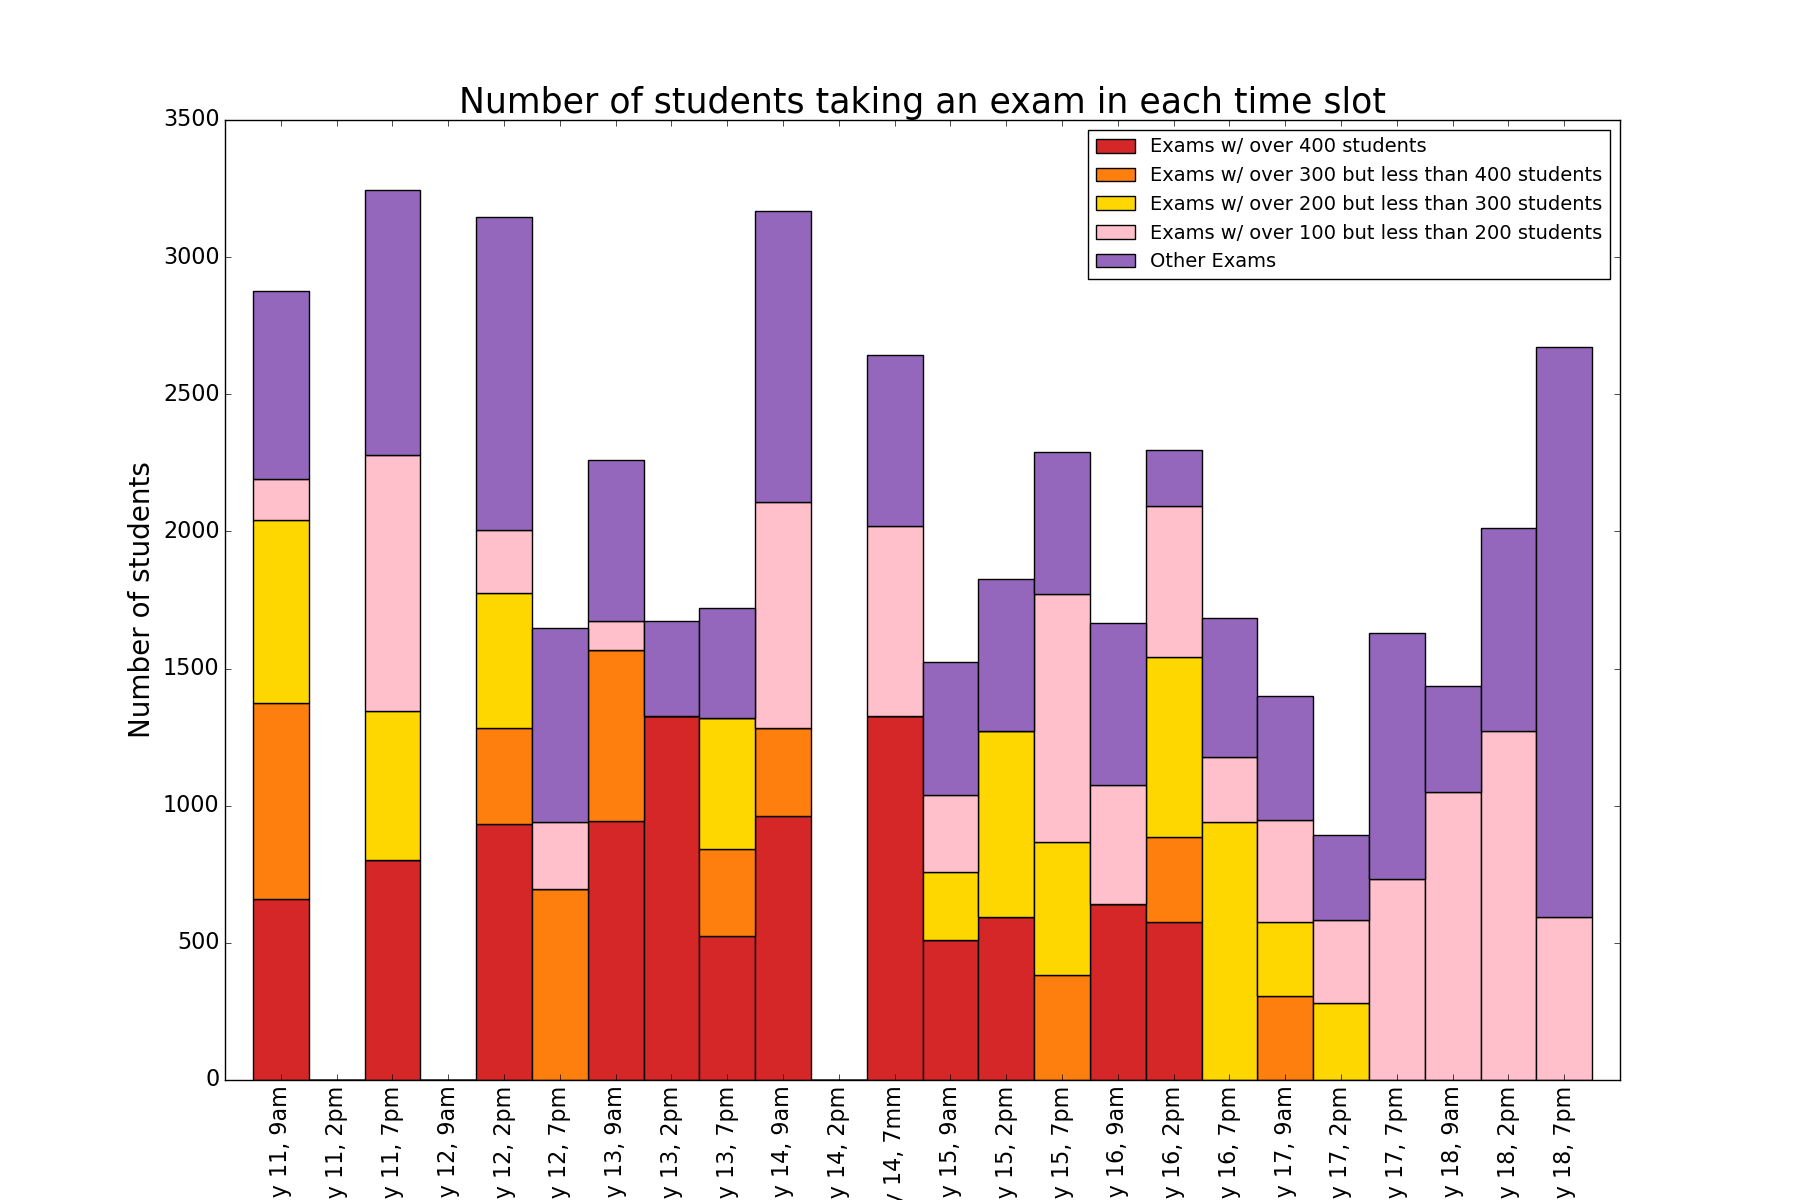 Number of students taking an exam in each time slot
3500
3000
2500
2000
1500
1000
500
0
Number of students
Exams w/ over 400 students
Exams w/ over 300 but less than 400 students
Exams w/ over 200 but less than 300 students
Exams w/ over 100 but less than 200 students
Other Exams
y 11, 9am
y 11, 2pm
y 11, 7pm
y 12, 9am
y 12, 2pm
y 12, 7pm
y 13, 9am
y 13, 2pm
y 13, 7pm
y 14, 9am
y 14, 2pm
y 14, 7mm
y 15, 9am
y 15, 2pm
y 15, 7pm
y 16, 9am
y 16, 2pm
y 16, 7pm
y 17, 9am
y 17, 2pm
y 17, 7pm
y 18, 9am
y 18, 2pm
y 18, 7pm